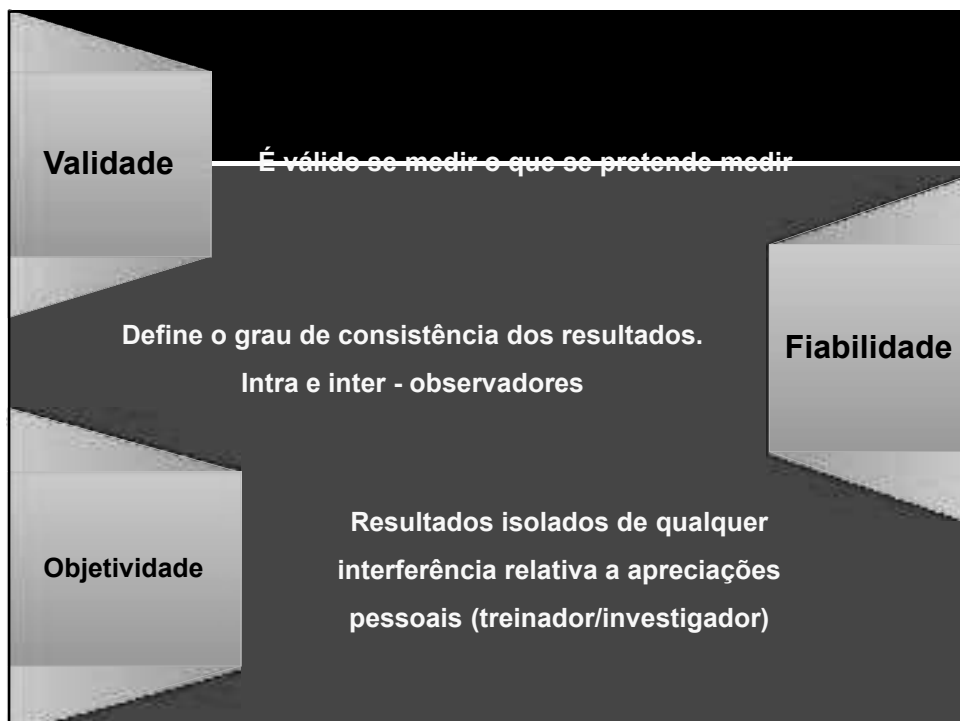 Validade
É válido se medir o que se pretende medir
Define o grau de consistência dos resultados.
Intra e inter - observadores
Fiabilidade
Objetividade
Resultados isolados de qualquer
interferência relativa a apreciações
pessoais (treinador/investigador)